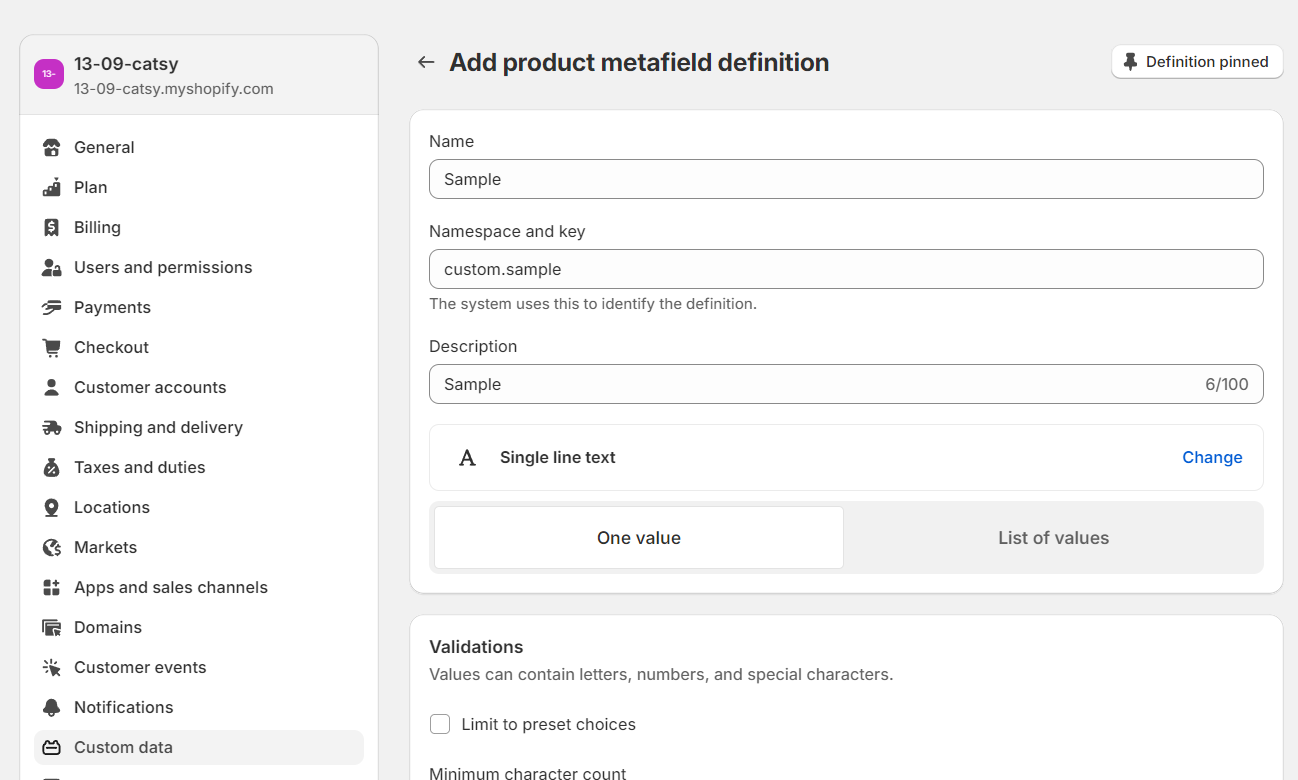 13-
13-09-catsy
13-09-catsy.myshopify.com
General
Plan
Billing
Users and permissions
Payments
Checkout
Customer accounts
Shipping and delivery
Taxes and duties
Locations
Markets
Apps and sales channels
Domains
Customer events
Notifications
Custom data
Add product metafield definition
Definition pinned
Name
Sample
Namespace and key
custom.sample
The system uses this to identify the definition.
Description
Sample 6/100
Single line text Change
One value List of values
Validations
Values can contain letters, numbers, and special characters.
Limit to preset choices
Minimum character count